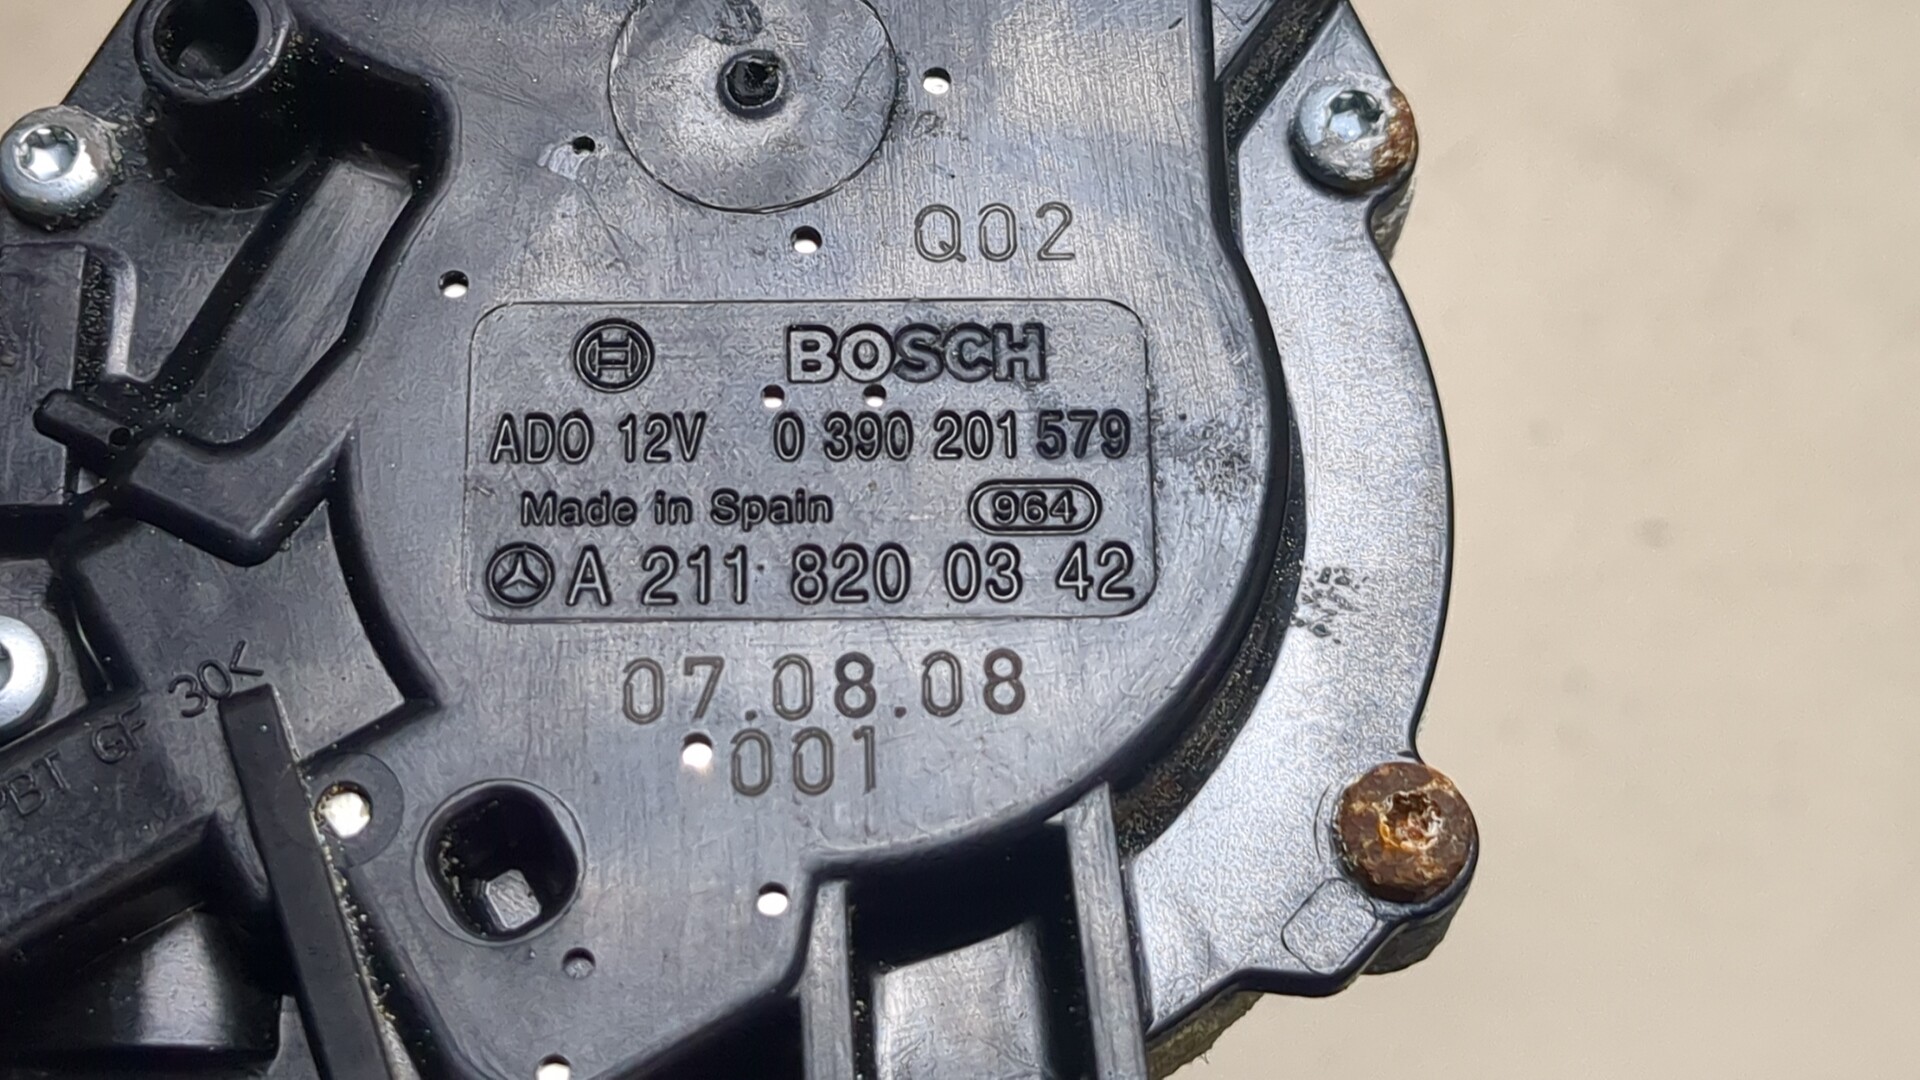 Q02
BOSCH
ADO 12V 0 390 201 579
Made in Spain 964
A 211 820 03 42
07.08.08
001
PBT GF 30<